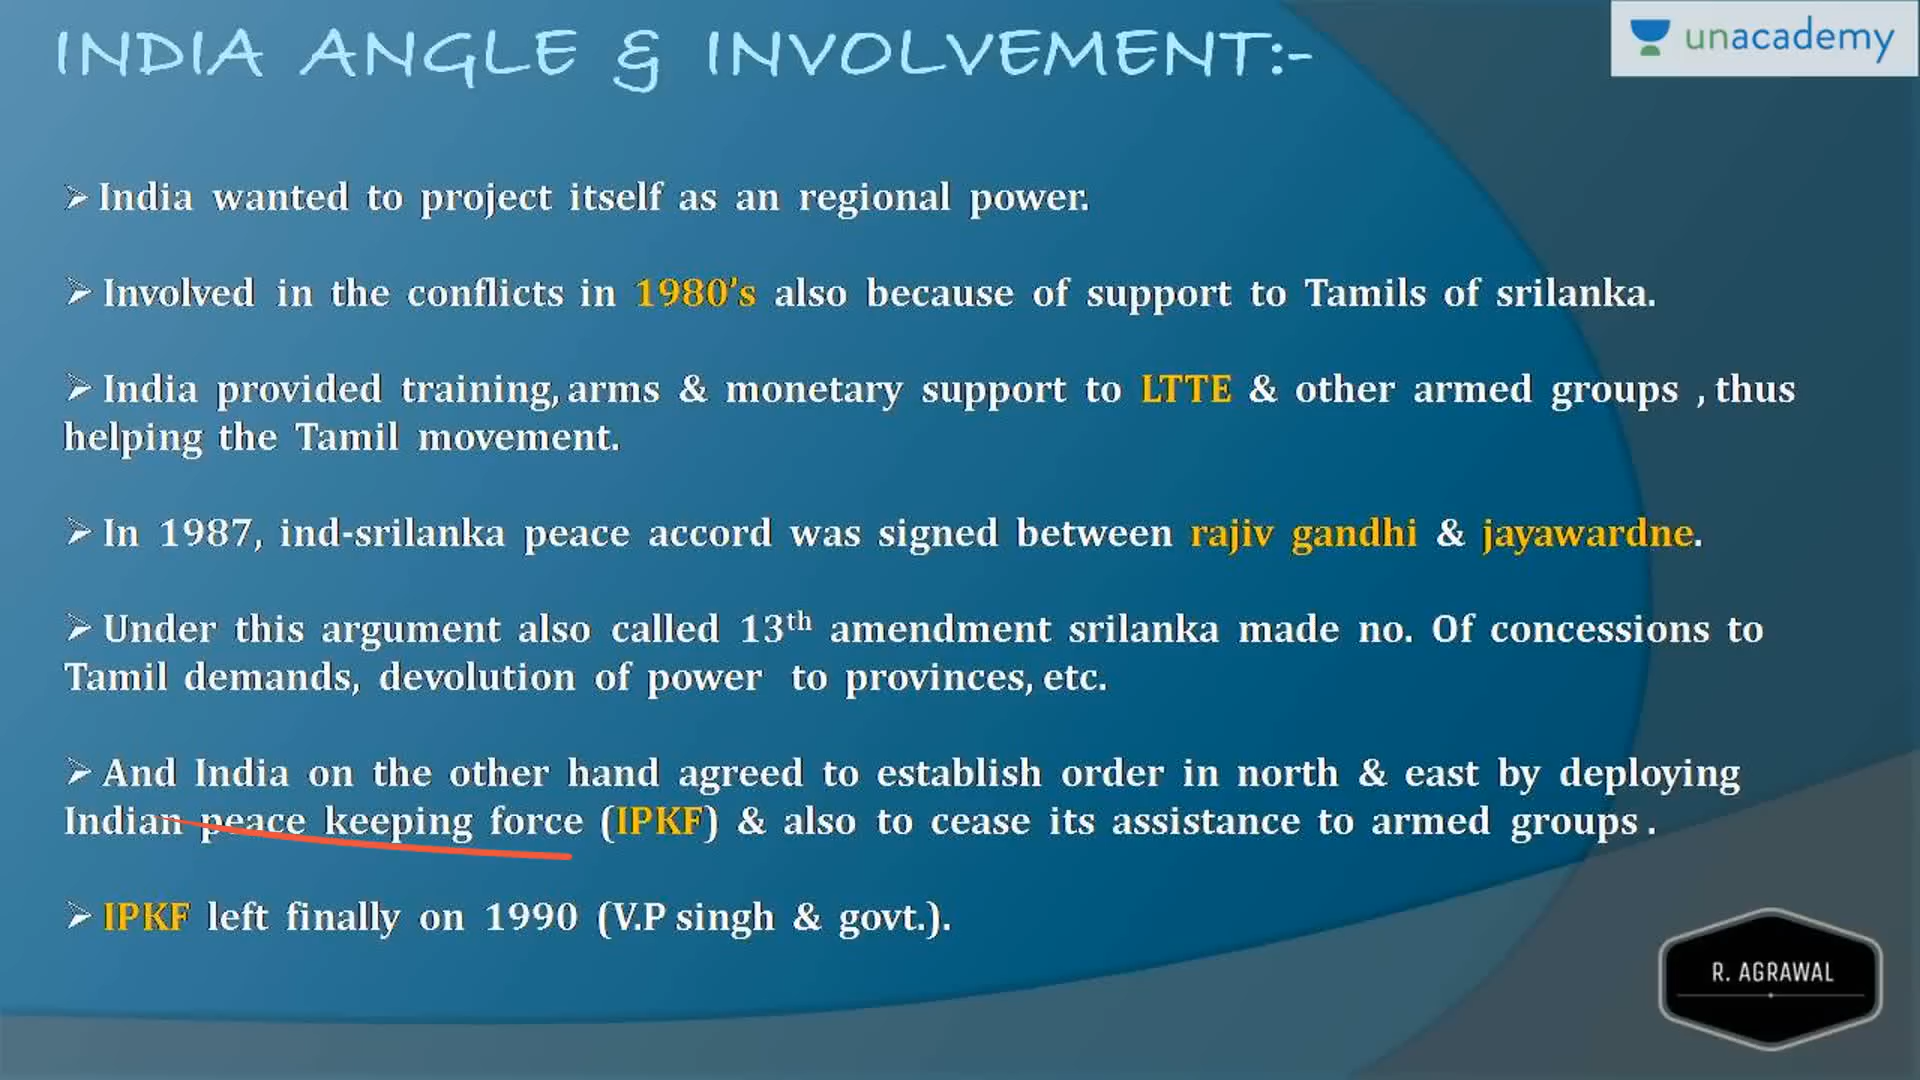 INDIA ANGLE & INVOLVEMENT:-
unacademy
➢ India wanted to project itself as an regional power.
➢ Involved in the conflicts in 1980's also because of support to Tamils of srilanka.
➢ India provided training, arms & monetary support to LTTE & other armed groups , thus
helping the Tamil movement.
➢ In 1987, ind-srilanka peace accord was signed between rajiv gandhi & jayawardne.
➢ Under this argument also called 13th amendment srilanka made no. Of concessions to
Tamil demands, devolution of power to provinces, etc.
➢ And India on the other hand agreed to establish order in north & east by deploying
Indian peace keeping force (IPKF) & also to cease its assistance to armed groups .
➢ IPKF left finally on 1990 (V.P singh & govt.).
R. AGRAWAL